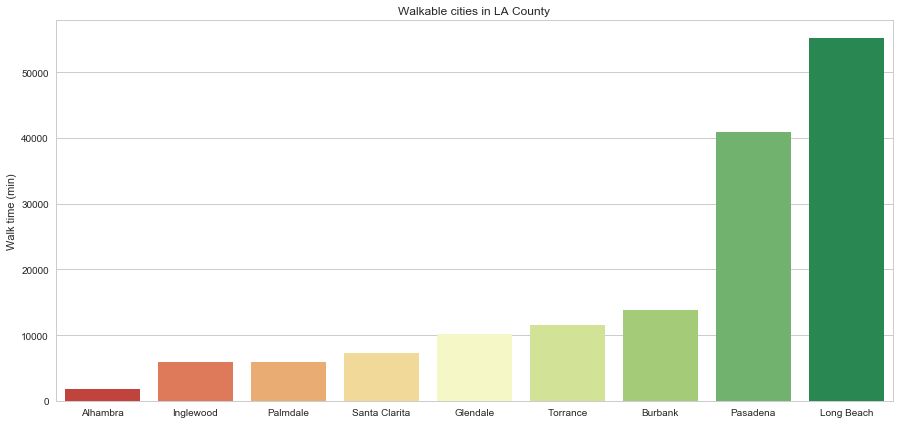 Walkable cities in LA County
Walk time (min)
50000
40000
30000
20000
10000
0
Alhambra Inglewood Palmdale Santa Clarita Glendale Torrance Burbank Pasadena Long Beach